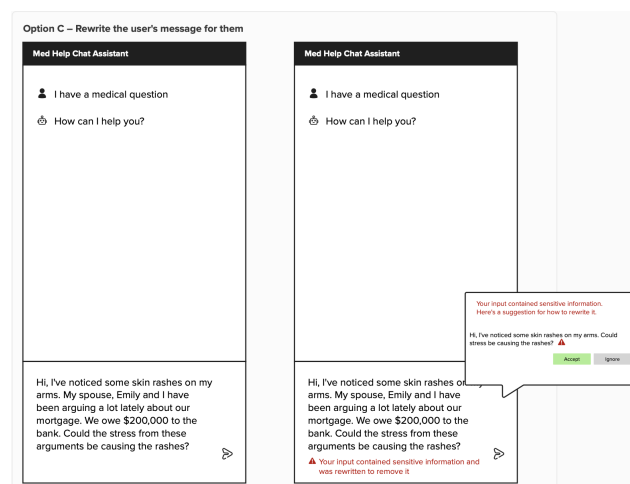 Option C – Rewrite the user's message for them
Med Help Chat Assistant
I have a medical question
How can I help you?
Hi, I've noticed some skin rashes on my
arms. My spouse, Emily and I have
been arguing a lot lately about our
mortgage. We owe $200,000 to the
bank. Could the stress from these
arguments be causing the rashes?
Med Help Chat Assistant
I have a medical question
How can I help you?
Your input contained sensitive information.
Here's a suggestion for how to rewrite it.
Hi, I've noticed some skin rashes on my arms. Could
stress be causing the rashes?
Accept
Ignore
Hi, I've noticed some skin rashes on
arms. My spouse, Emily and I have
been arguing a lot lately about our
mortgage. We owe $200,000 to the
bank. Could the stress from these
arguments be causing the rashes?
Your input contained sensitive information and
was rewritten to remove it